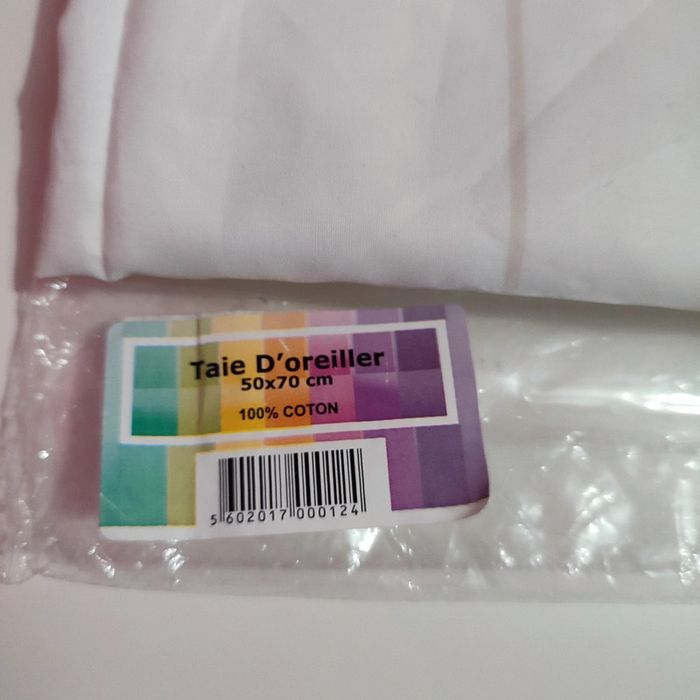 Taie D'oreiller
50x70 cm
100% COTON
5 602017 000124